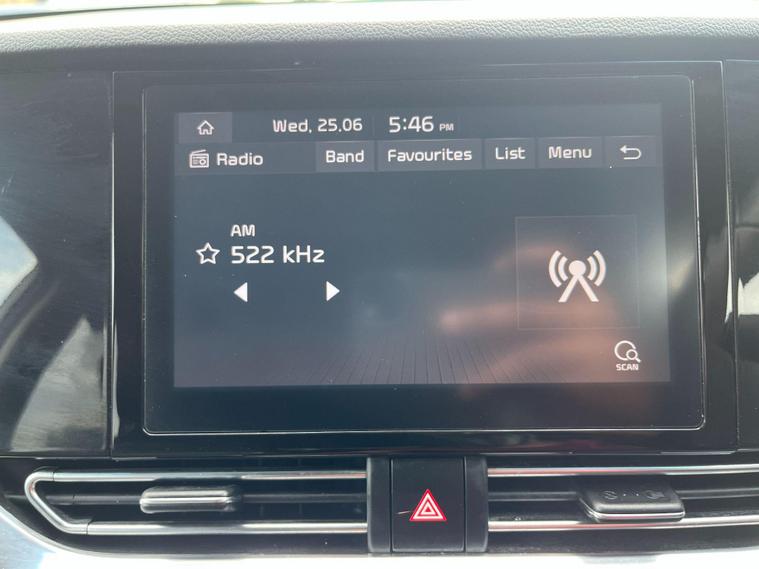 Wed, 25.06 5:46 PM
Radio Band Favourites List Menu
AM
522 kHz
SCAN